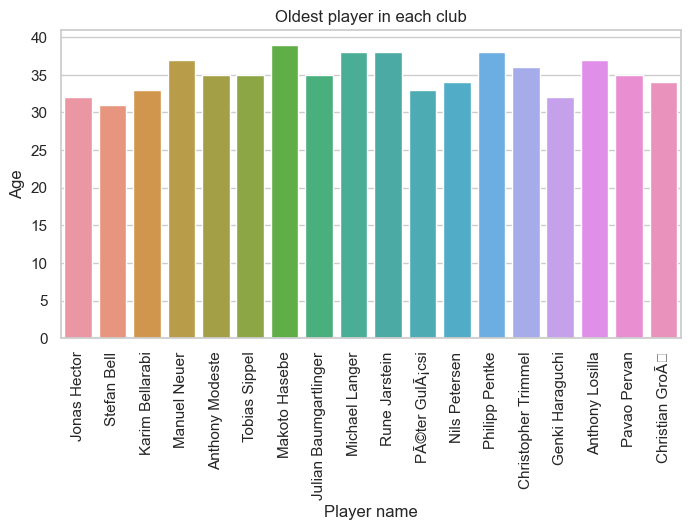 Oldest player in each club
Age
40
35
30
25
20
15
10
5
0
Jonas Hector
Stefan Bell
Karim Bellarabi
Manuel Neuer
Anthony Modeste
Tobias Sippel
Makoto Hasebe
Julian Baumgartlinger
Michael Langer
Rune Jarstein
PÃ©ter GulÃ¡csi
Nils Petersen
Philipp Pentke
Christopher Trimmel
Genki Haraguchi
Anthony Losilla
Pavao Pervan
Christian GroÃ□
Player name